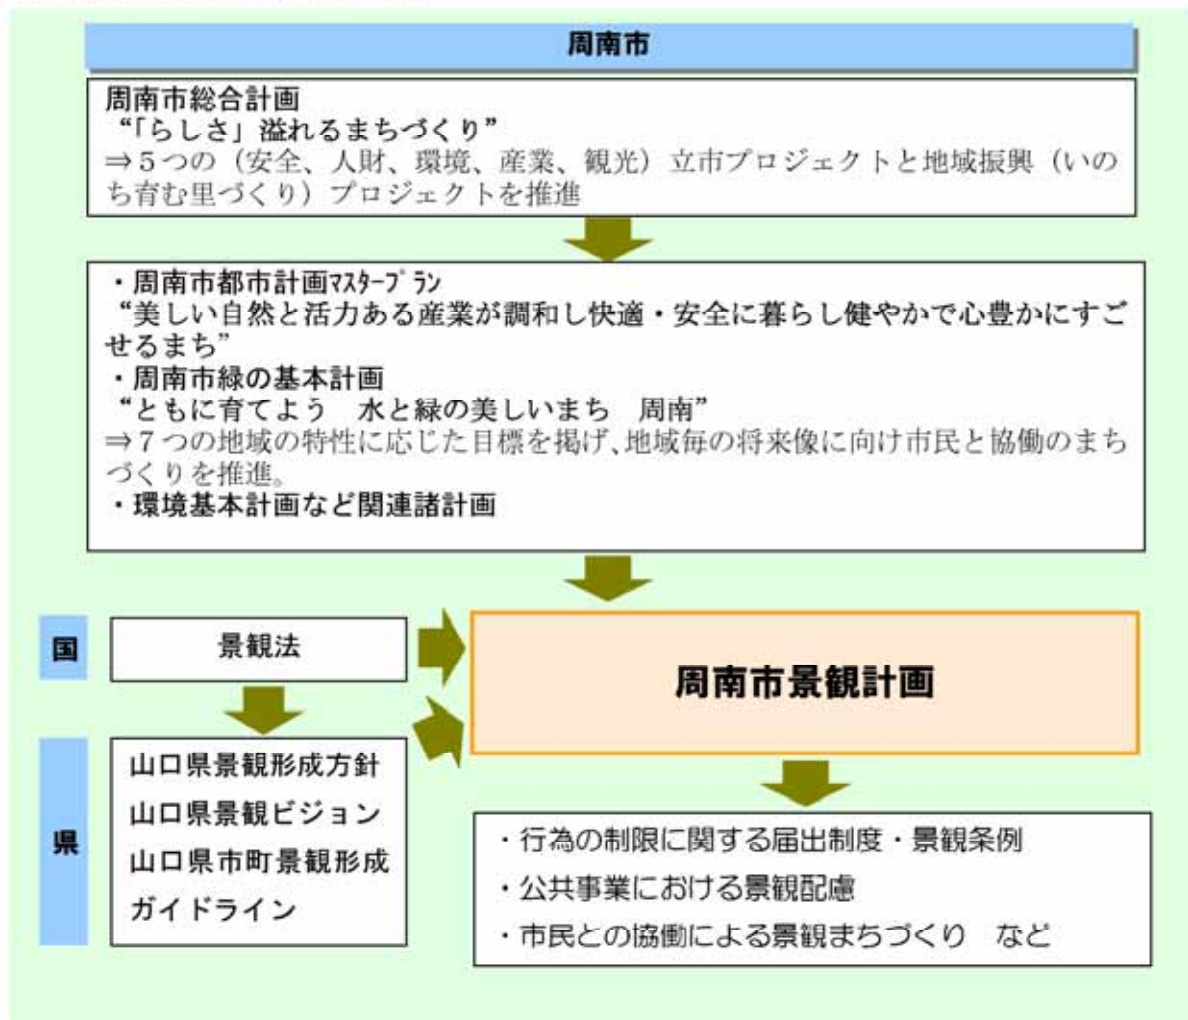 周南市
周南市総合計画
“「らしさ」溢れるまちづくり”
⇒５つの（安全、人財、環境、産業、観光）立市プロジェクトと地域振興（いの
ち育む里づくり）プロジェクトを推進
・周南市都市計画ﾏｽﾀｰﾌﾟﾗﾝ
“美しい自然と活力ある産業が調和し快適・安全に暮らし健やかで心豊かにすご
せるまち”
・周南市緑の基本計画
“ともに育てよう　水と緑の美しいまち　周南”
⇒７つの地域の特性に応じた目標を掲げ、地域毎の将来像に向け市民と協働のまち
づくりを推進。
・環境基本計画など関連諸計画
国
景観法
周南市景観計画
県
山口県景観形成方針
山口県景観ビジョン
山口県市町景観形成
ガイドライン
・行為の制限に関する届出制度・景観条例
・公共事業における景観配慮
・市民との協働による景観まちづくり　など